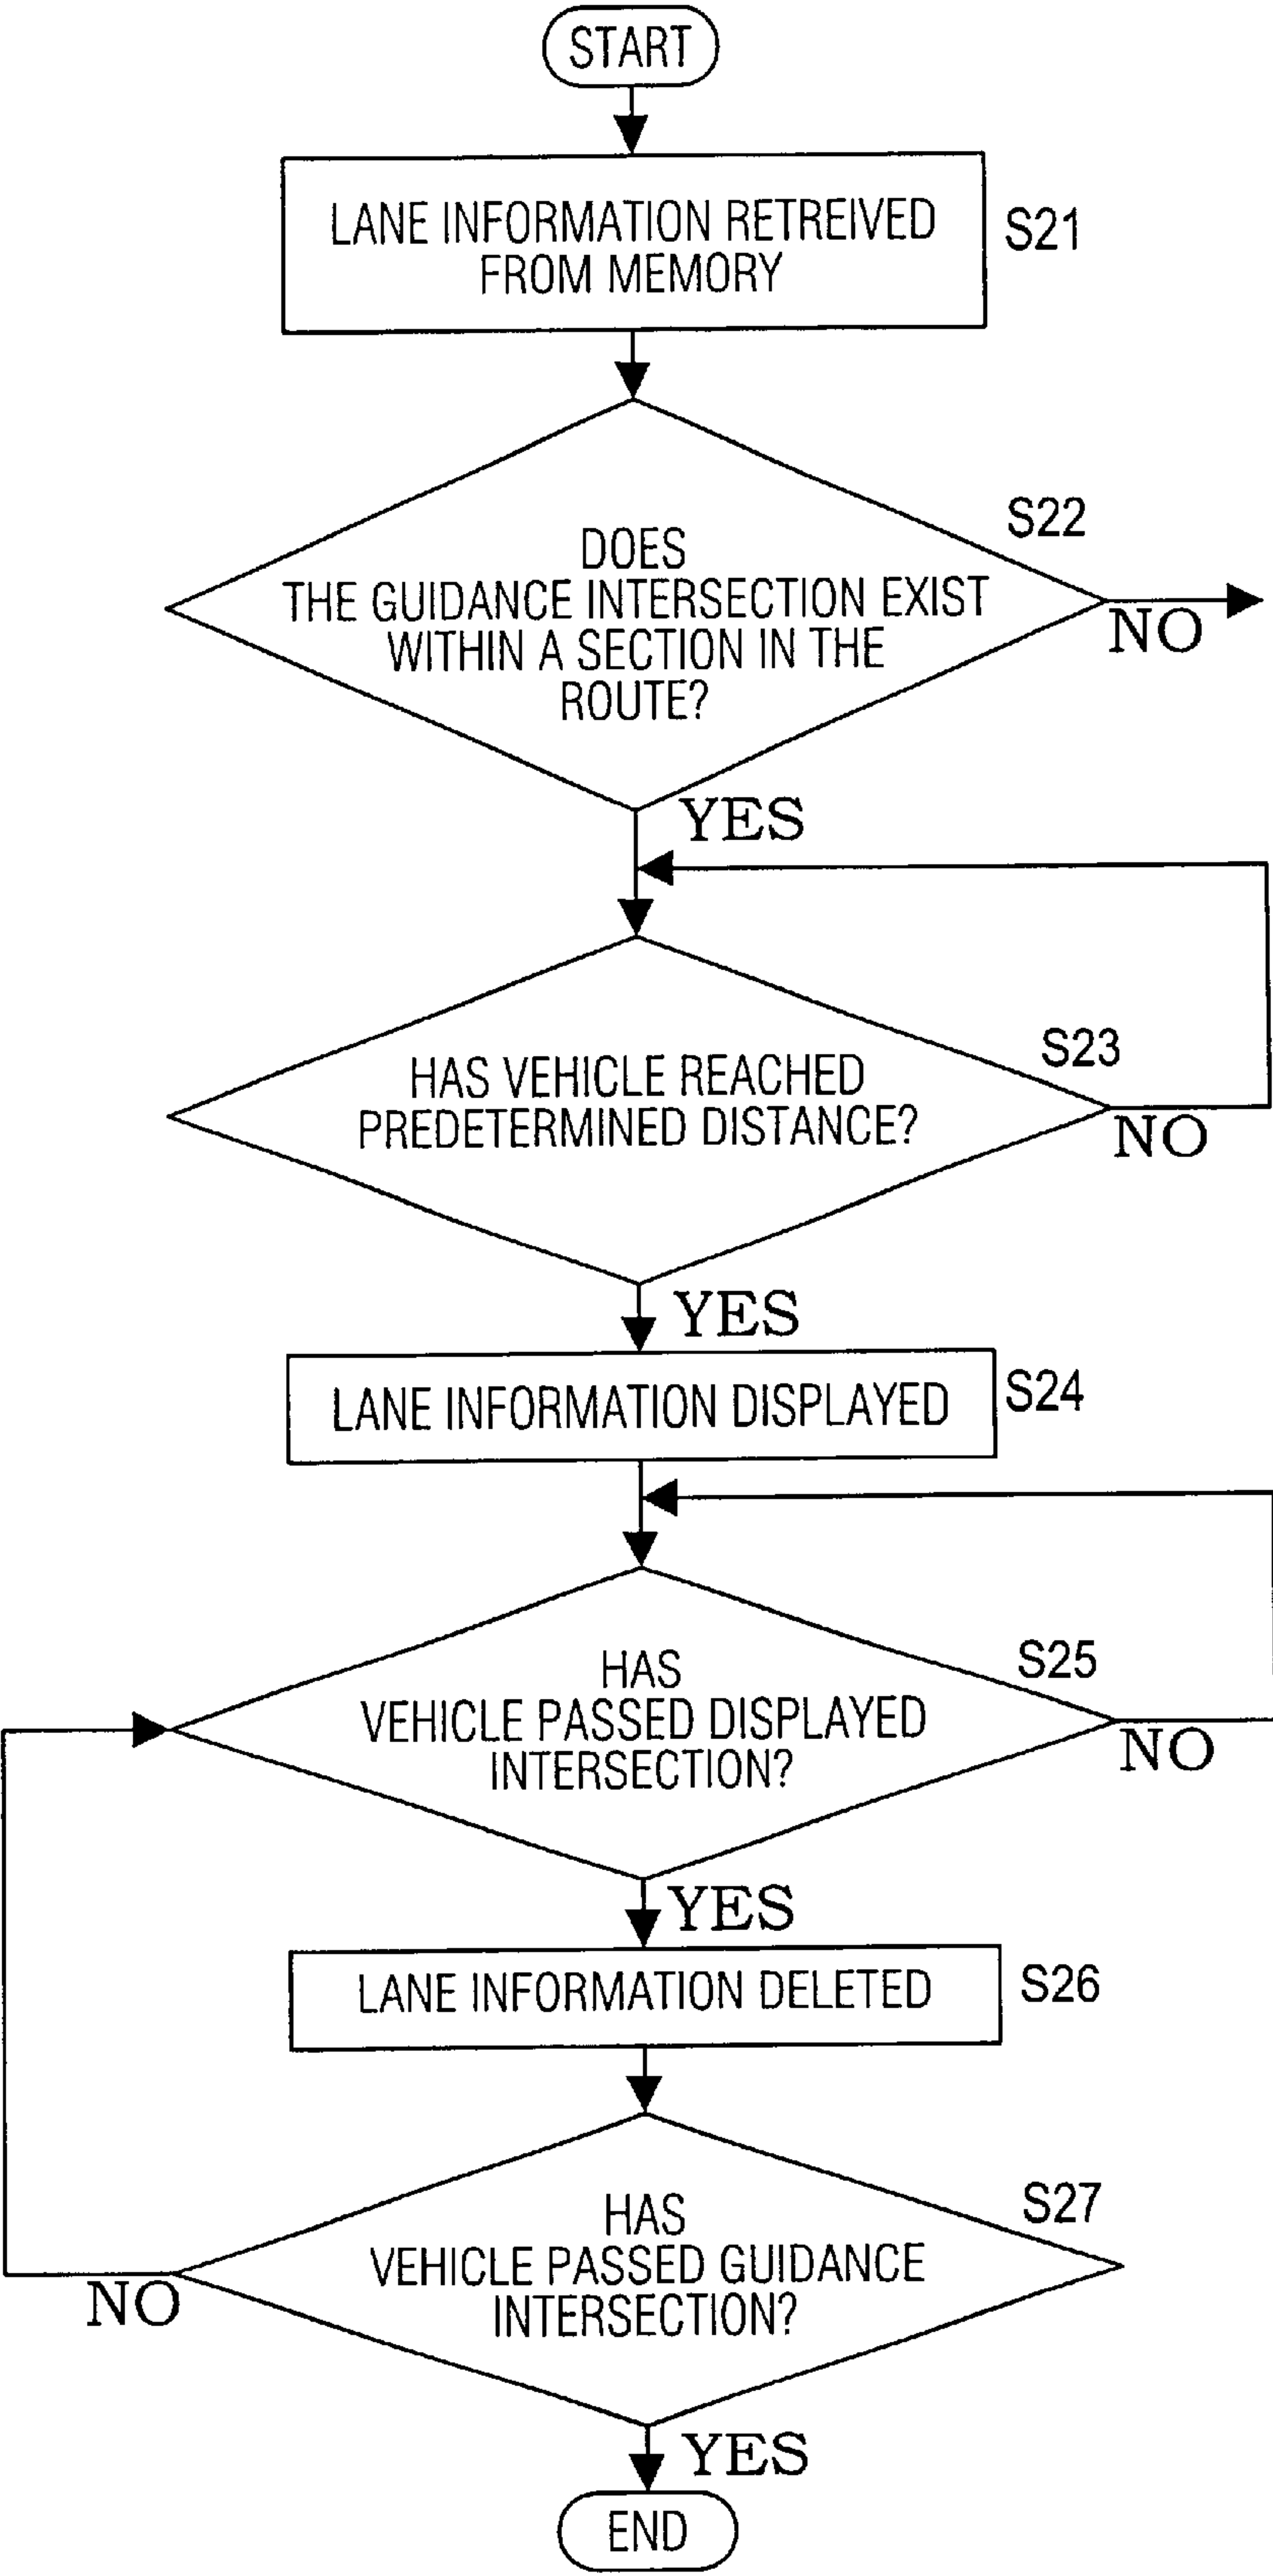 START
LANE INFORMATION RETREIVED
FROM MEMORY
S21
S22
DOES
THE GUIDANCE INTERSECTION EXIST
WITHIN A SECTION IN THE
ROUTE?
NO
YES
S23
HAS VEHICLE REACHED
PREDETERMINED DISTANCE?
NO
YES
LANE INFORMATION DISPLAYED
S24
S25
HAS
VEHICLE PASSED DISPLAYED
INTERSECTION?
NO
YES
LANE INFORMATION DELETED
S26
S27
HAS
VEHICLE PASSED GUIDANCE
INTERSECTION?
NO
YES
END